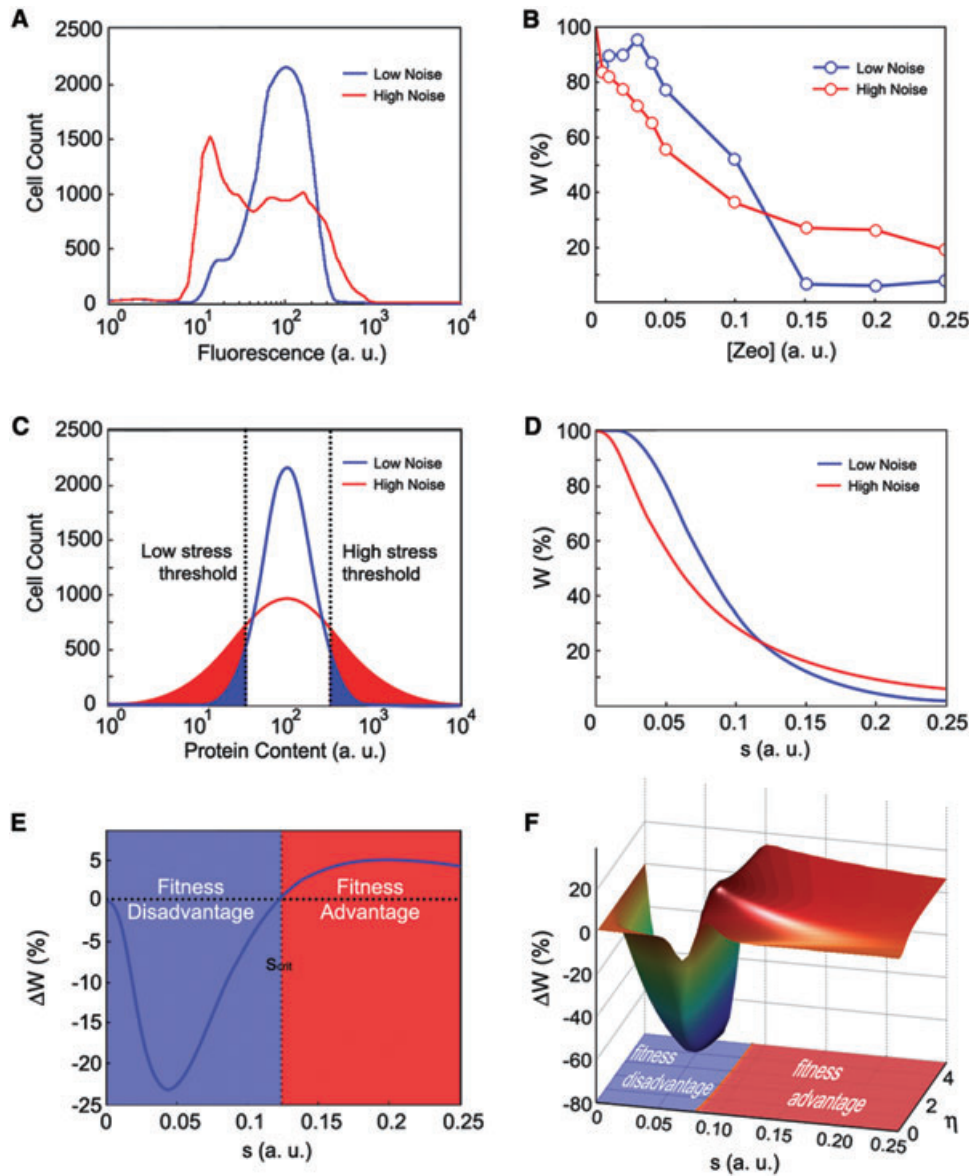 A
2500
2000
1500
1000
500
0
Cell Count
Low Noise
High Noise
10^0
10^1
10^2
10^3
10^4
Fluorescence (a. u.)
B
100
80
60
40
20
W (%)
Low Noise
High Noise
0
0.05
0.1
0.15
0.2
0.25
[Zeo] (a. u.)
C
2500
2000
1500
1000
500
0
Cell Count
Low Noise
High Noise
Low stress
threshold
High stress
threshold
10^0
10^1
10^2
10^3
10^4
Protein Content (a. u.)
D
100
80
60
40
20
W (%)
Low Noise
High Noise
0
0.05
0.1
0.15
0.2
0.25
s (a. u.)
E
5
0
-5
-10
-15
-20
-25
ΔW (%)
Fitness
Disadvantage
Fitness
Advantage
Scrit
0
0.05
0.1
0.15
0.2
0.25
s (a. u.)
F
20
0
-20
-40
-60
-80
ΔW (%)
fitness
disadvantage
fitness
advantage
0
0.05
0.10
0.15
0.20
0.25
s (a. u.)
0
2
4
η